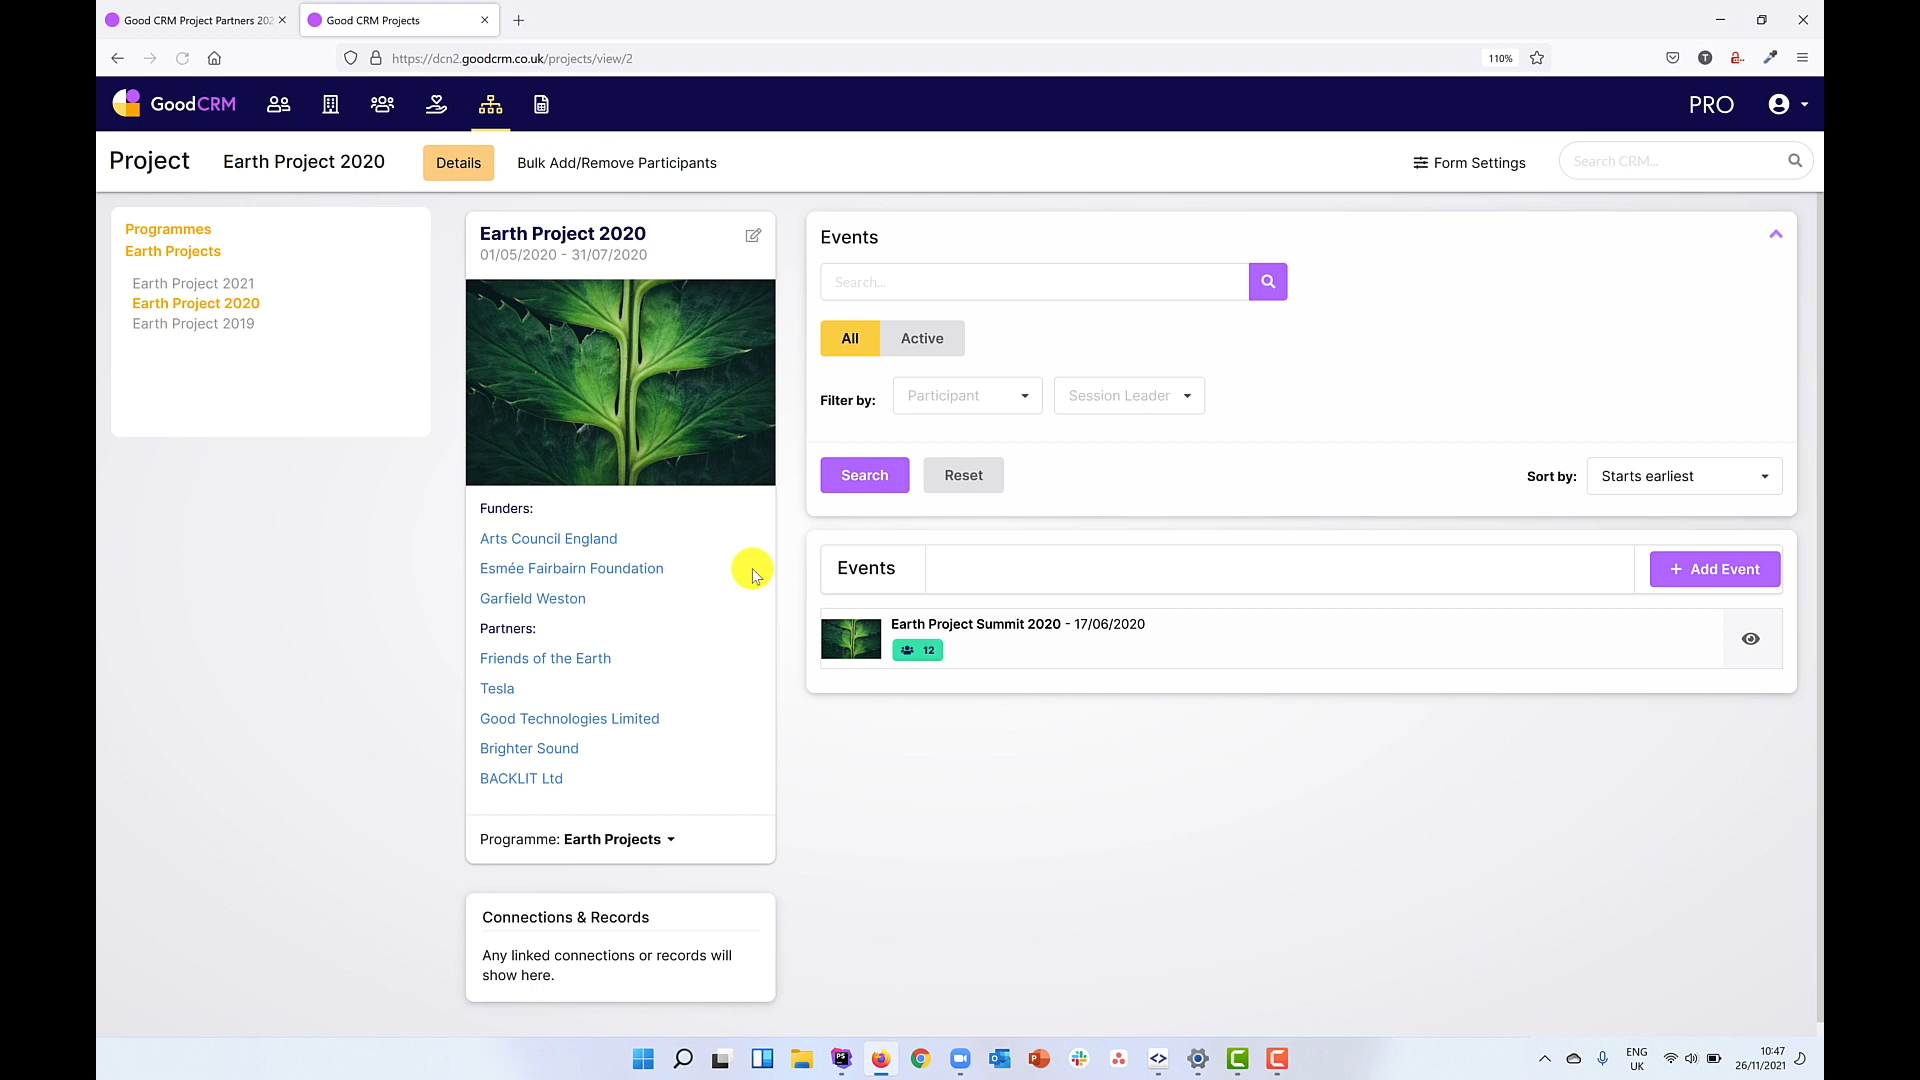 Good CRM Project Partners 202
Good CRM Projects
https://dcn2.goodcrm.co.uk/projects/view/2
110%
GoodCRM
PRO
Project
Earth Project 2020
Details
Bulk Add/Remove Participants
Form Settings
Search CRM...
Programmes
Earth Projects
Earth Project 2021
Earth Project 2020
Earth Project 2019
Earth Project 2020
01/05/2020 - 31/07/2020
Funders:
Arts Council England
Esmée Fairbairn Foundation
Garfield Weston
Partners:
Friends of the Earth
Tesla
Good Technologies Limited
Brighter Sound
BACKLIT Ltd
Programme: Earth Projects
Connections & Records
Any linked connections or records will
show here.
Events
Search...
All
Active
Filter by:
Participant
Session Leader
Search
Reset
Sort by:
Starts earliest
Events
+ Add Event
Earth Project Summit 2020 - 17/06/2020
12
ENG
UK
10:47
26/11/2021